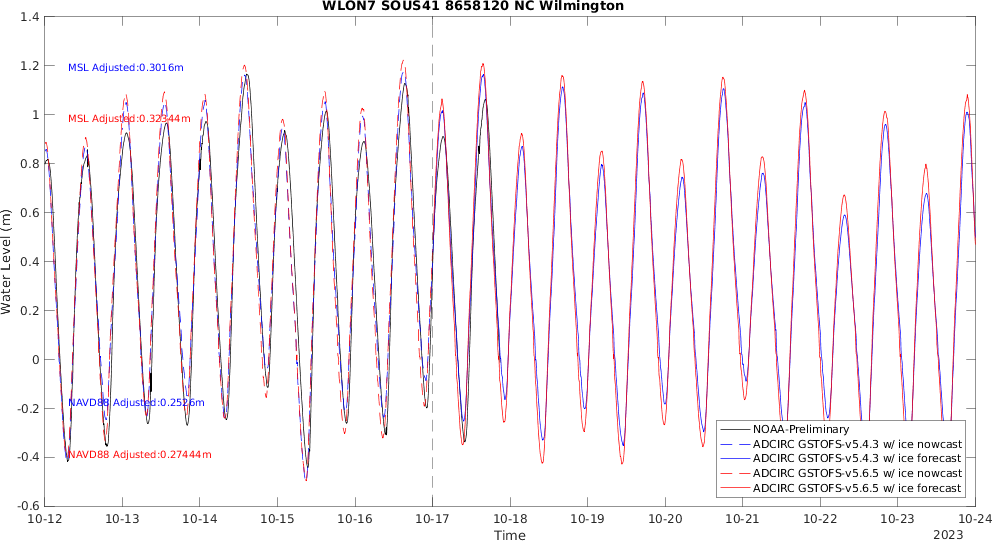 WLON7 SOUS41 8658120 NC Wilmington
1.4
1.2
1
0.8
0.6
0.4
0.2
0
-0.2
-0.4
-0.6
Water Level (m)
MSL Adjusted:0.3016m
MSL Adjusted:0.32344m
NAVD88 Adjusted:0.2526m
NAVD88 Adjusted:0.27444m
NOAA-Preliminary
ADCIRC GSTOFS-v5.4.3 w/ ice nowcast
ADCIRC GSTOFS-v5.4.3 w/ ice forecast
ADCIRC GSTOFS-v5.6.5 w/ ice nowcast
ADCIRC GSTOFS-v5.6.5 w/ ice forecast
10-12 10-13 10-14 10-15 10-16 10-17 10-18 10-19 10-20 10-21 10-22 10-23 10-24
Time
2023